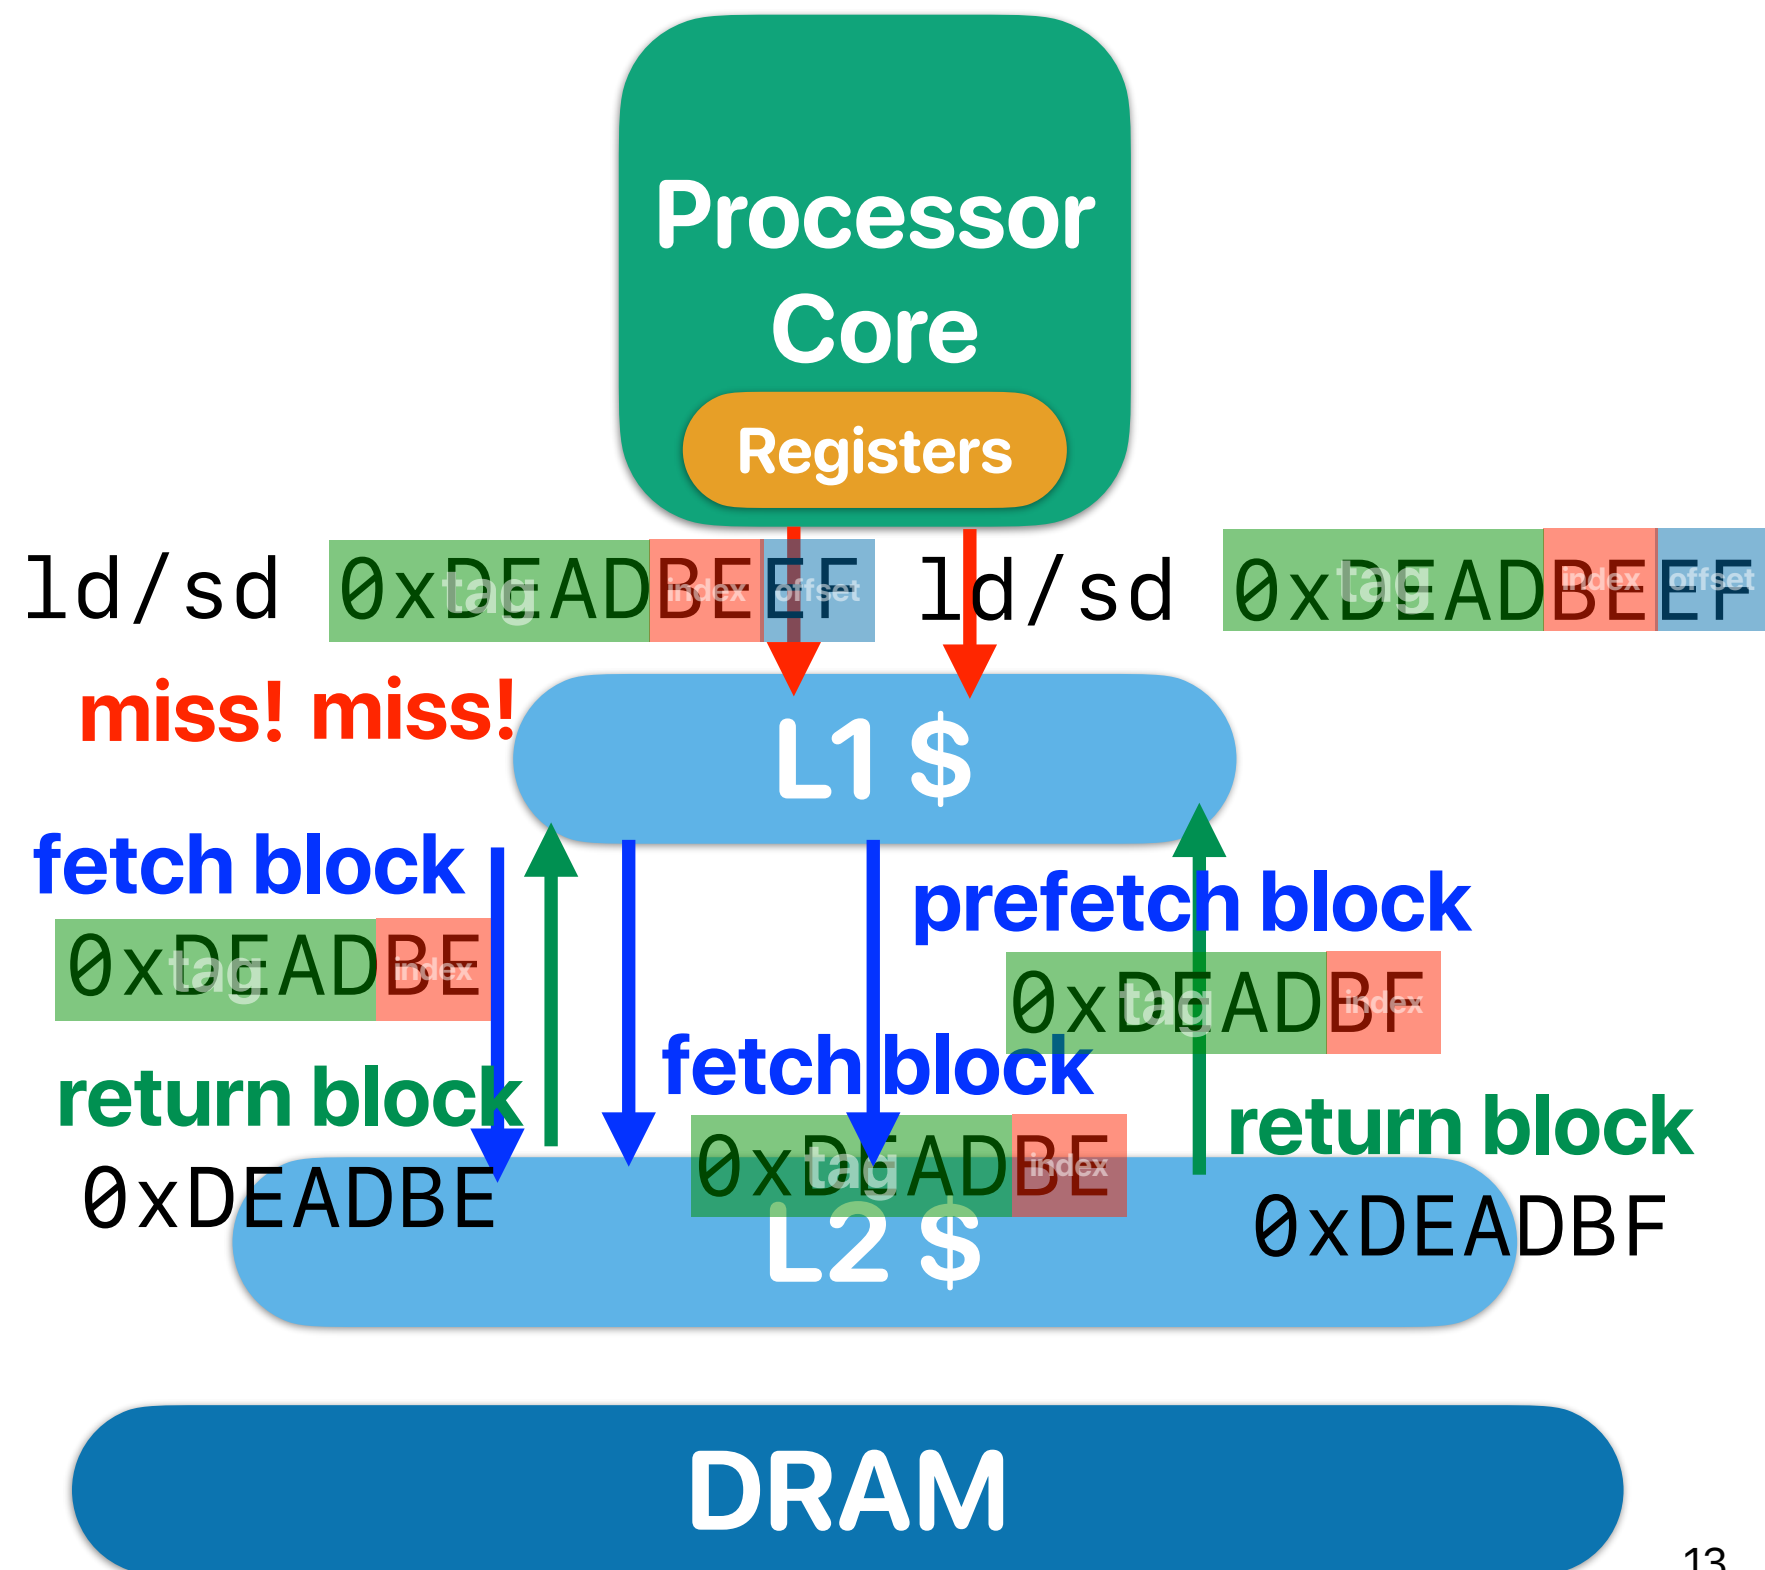 Processor
Core
Registers
ld/sd 0xDEADBEEF
tag index offset
ld/sd 0xDEADBEEF
tag index offset
miss! miss!
L1 $
fetch block
0xDEADBE
tag index
prefetch block
0xDEADBF
tag index
fetch block
0xDEADBE
tag index
return block
0xDEADBE
return block
0xDEADBF
L2 $
DRAM
13